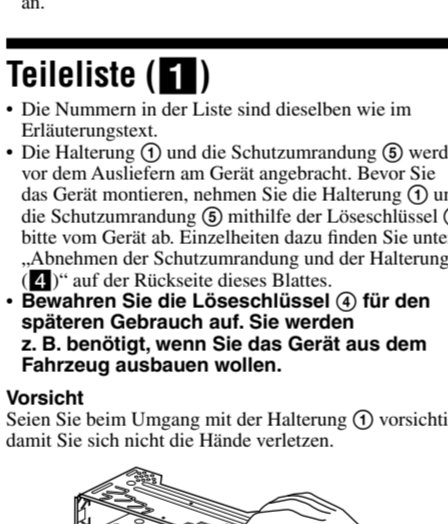 an.
Teileliste (1)
• Die Nummern in der Liste sind dieselben wie im
Erläuterungstext.
• Die Halterung ① und die Schutzumrandung ⑤ werd
vor dem Ausliefern am Gerät angebracht. Bevor Sie
das Gerät montieren, nehmen Sie die Halterung ① un
die Schutzumrandung ⑤ mithilfe der Löseschlüssel
bitte vom Gerät ab. Einzelheiten dazu finden Sie unte
„Abnehmen der Schutzumrandung und der Halterung
(4)“ auf der Rückseite dieses Blattes.
• Bewahren Sie die Löseschlüssel ④ für den
späteren Gebrauch auf. Sie werden
z. B. benötigt, wenn Sie das Gerät aus dem
Fahrzeug ausbauen wollen.
Vorsicht
Seien Sie beim Umgang mit der Halterung ① vorsichti
damit Sie sich nicht die Hände verletzen.